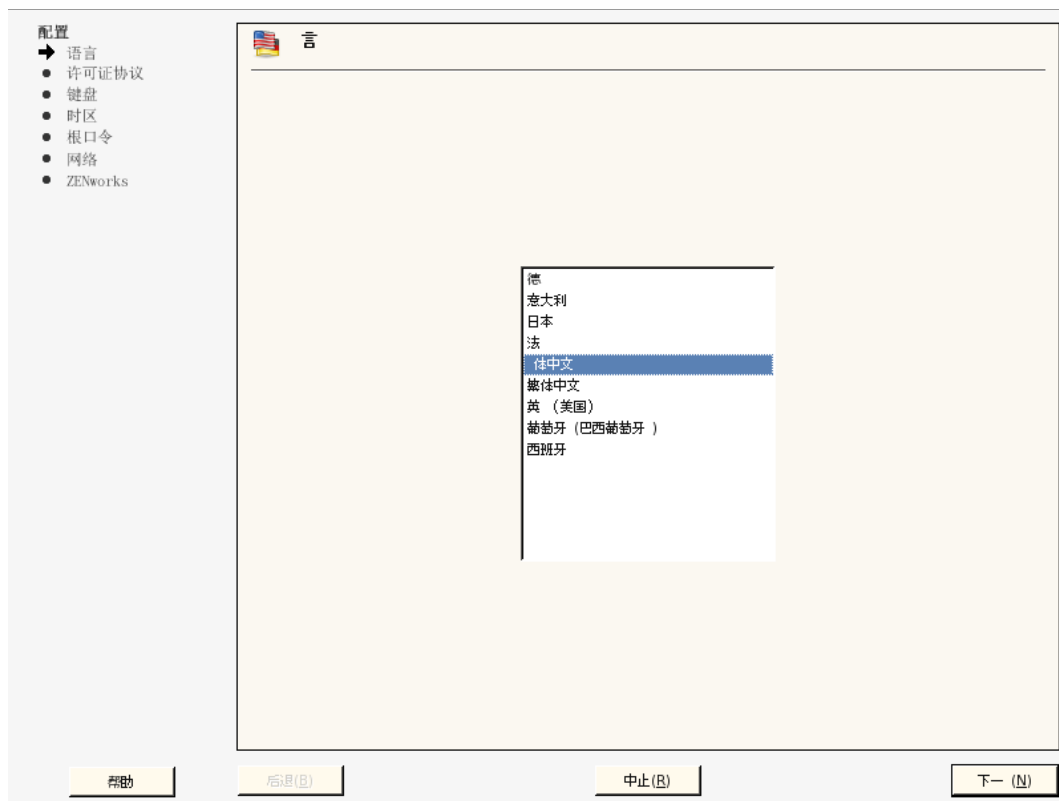 配置
语言
许可证协议
键盘
时区
根口令
网络
ZENworks
言
德
意大利
日本
法
体中文
繁体中文
英 (美国)
葡萄牙 (巴西葡萄牙 )
西班牙
帮助
后退(B)
中止(R)
下一 (N)